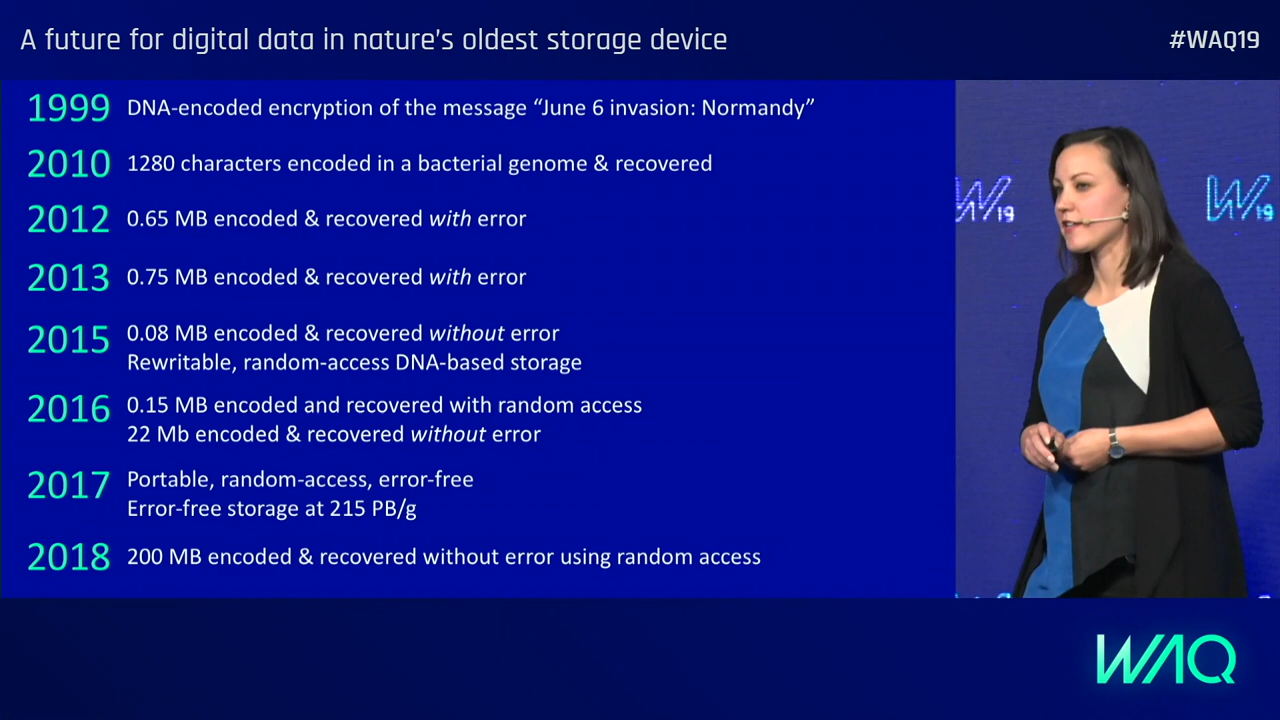 A future for digital data in nature's oldest storage device
#WAQ19
1999 DNA-encoded encryption of the message “June 6 invasion: Normandy”
2010 1280 characters encoded in a bacterial genome & recovered
2012 0.65 MB encoded & recovered with error
2013 0.75 MB encoded & recovered with error
2015 0.08 MB encoded & recovered without error
Rewritable, random-access DNA-based storage
2016 0.15 MB encoded and recovered with random access
22 Mb encoded & recovered without error
2017 Portable, random-access, error-free
Error-free storage at 215 PB/g
2018 200 MB encoded & recovered without error using random access
W/19
W/19
WAQ